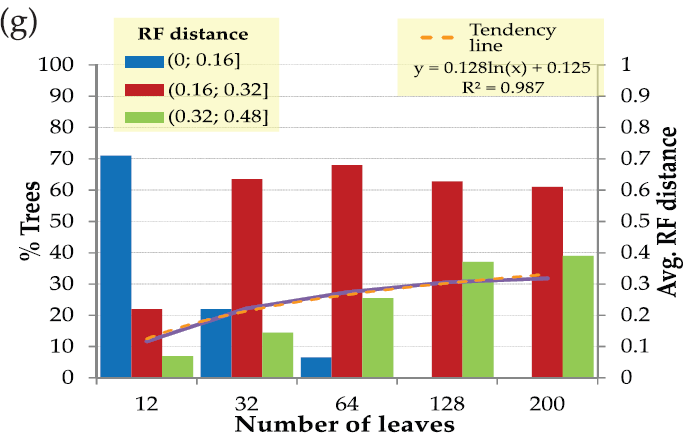 (g)
RF distance
(0; 0.16]
(0.16; 0.32]
(0.32; 0.48]
Tendency
line
y = 0.128ln(x) + 0.125
R² = 0.987
100
90
80
70
60
50
40
30
20
10
0
% Trees
1
0.9
0.8
0.7
0.6
0.5
0.4
0.3
0.2
0.1
0
Avg. RF distance
12 32 64 128 200
Number of leaves